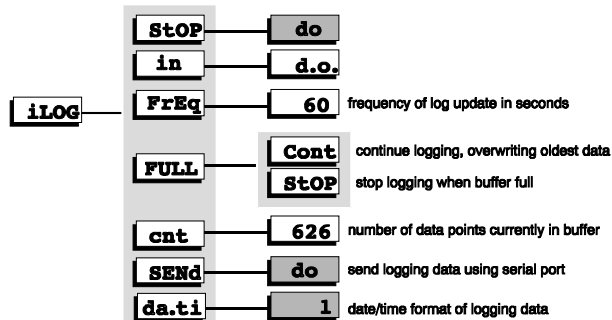 StOP do
in d.o.
iLOG FrEq 60 frequency of log update in seconds
FULL Cont continue logging, overwriting oldest data
StOP stop logging when buffer full
cnt 626 number of data points currently in buffer
SENd do send logging data using serial port
da.ti 1 date/time format of logging data